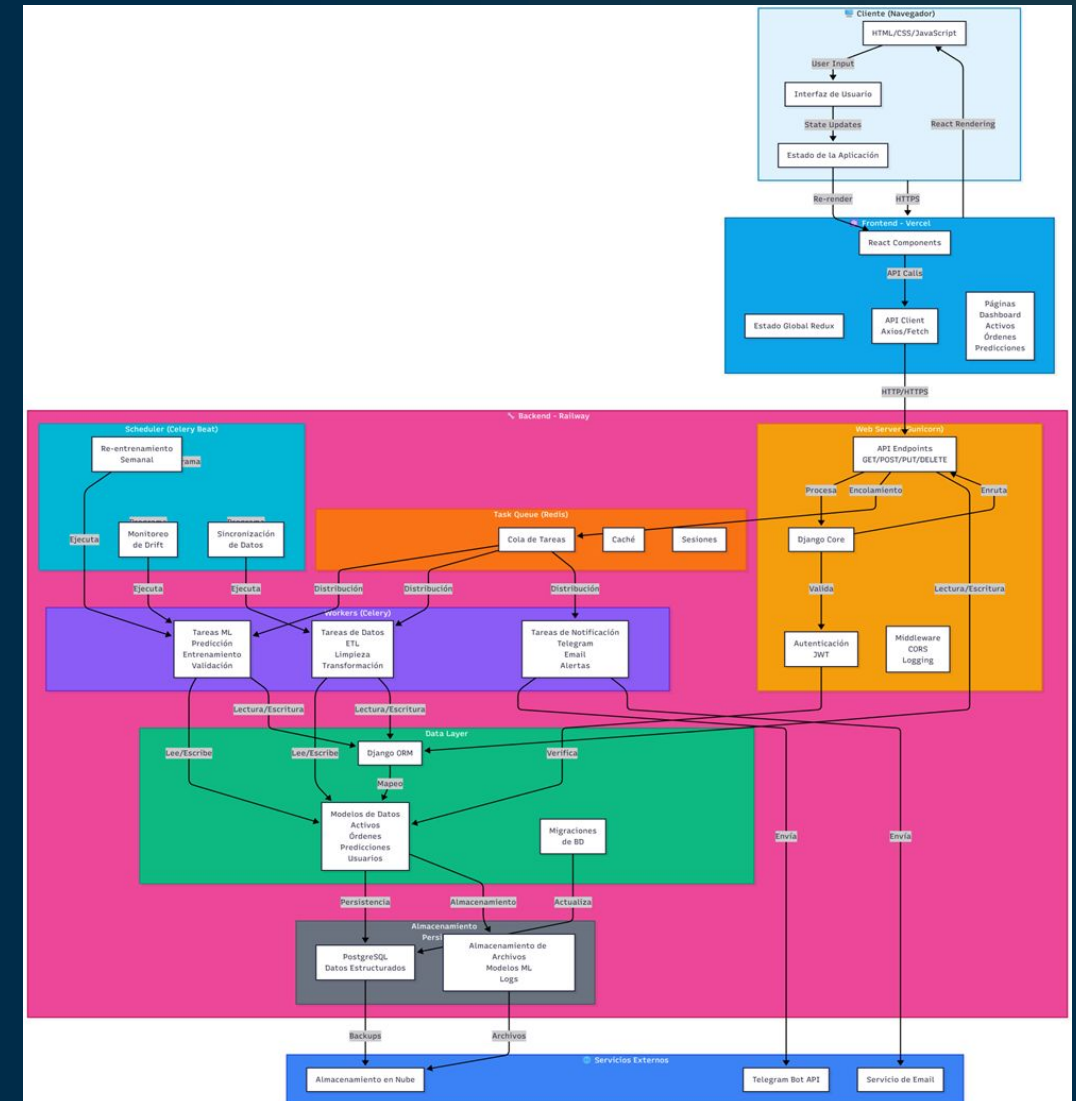 Cliente (Navegador)
HTML/CSS/JavaScript
User Input
Interfaz de Usuario
State Updates
React Rendering
Estado de la Aplicación
Re-render
HTTPS
Frontend - Vercel
React Components
API Calls
Estado Global Redux
API Client
Axios/Fetch
Páginas
Dashboard
Activos
Órdenes
Predicciones
HTTP/HTTPS
Backend - Railway
Scheduler (Celery Beat)
Re-entrenamiento
Semanal
rama
Monitoreo
de Drift
Sincronización
de Datos
Ejecuta
Ejecuta
Ejecuta
Task Queue (Redis)
Cola de Tareas
Caché
Sesiones
Distribución
Distribución
Distribución
Web Server (Gunicorn)
API Endpoints
GET/POST/PUT/DELETE
Procesa
Encolamiento
Enruta
Django Core
Valida
Lectura/Escritura
Autenticación
JWT
Middleware
CORS
Logging
Workers (Celery)
Tareas ML
Predicción
Entrenamiento
Validación
Tareas de Datos
ETL
Limpieza
Transformación
Tareas de Notificación
Telegram
Email
Alertas
Lectura/Escritura
Lectura/Escritura
Data Layer
Lee/Escribe
Lee/Escribe
Django ORM
Verifica
Mapeo
Modelos de Datos
Activos
Órdenes
Predicciones
Usuarios
Migraciones
de BD
Envía
Envía
Persistencia
Almacenamiento
Actualiza
Almacenamiento
PostgreSQL
Datos Estructurados
Almacenamiento de
Archivos
Modelos ML
Logs
Backups
Archivos
Servicios Externos
Almacenamiento en Nube
Telegram Bot API
Servicio de Email